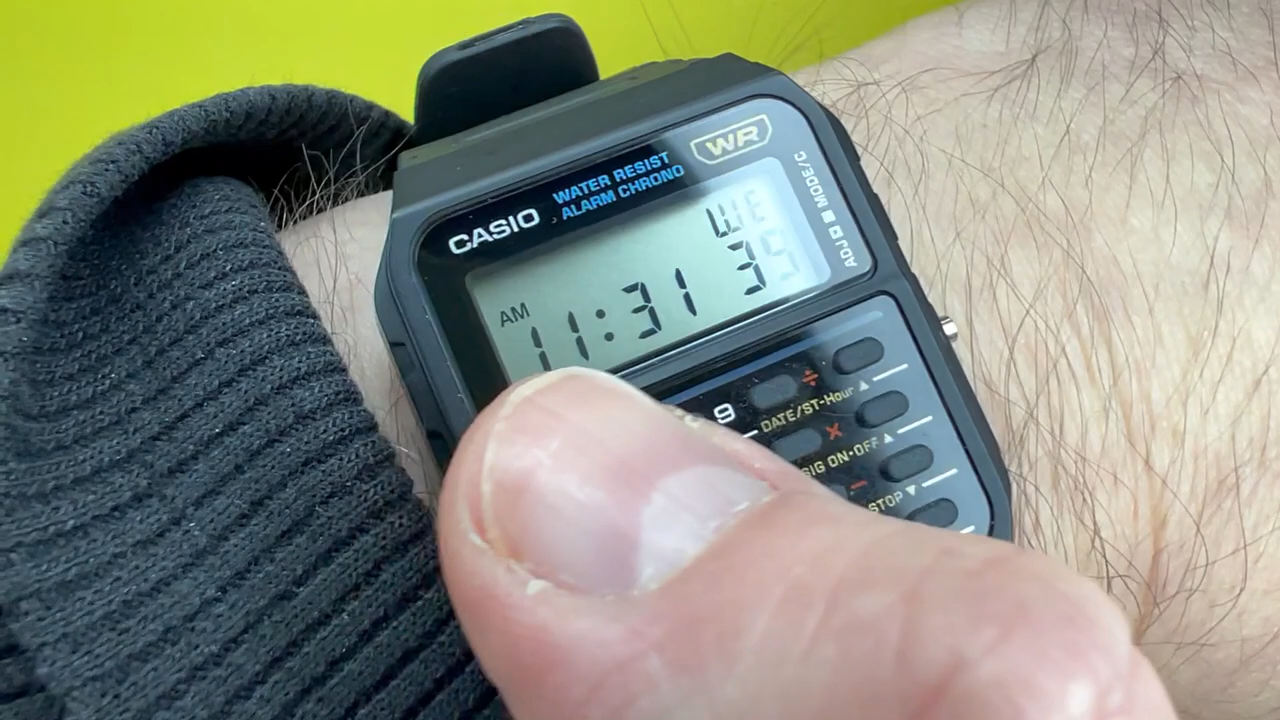 WR
WATER RESIST
ALARM CHRONO
CASIO
MODE/C
ADJ
WE
AM 11:31
9
÷
DATE/ST-Hour ▲
×
SIG ON•OFF ▲
−
STOP ▼